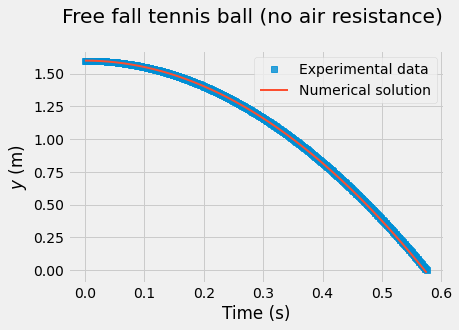 Free fall tennis ball (no air resistance)
Experimental data
Numerical solution
1.50
1.25
1.00
0.75
0.50
0.25
0.00
y (m)
0.0 0.1 0.2 0.3 0.4 0.5 0.6
Time (s)